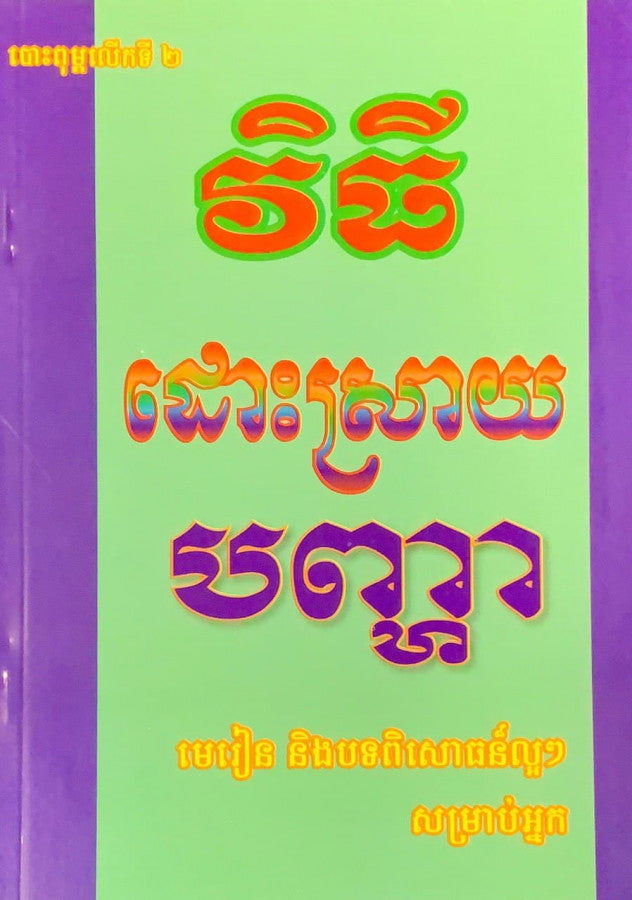 បោះពុម្ពលើកទី ២
វិធី
ដោះស្រាយ
បញ្ហា
មេរៀន និងបទពិសោធន៍ល្អៗ
សម្រាប់អ្នក